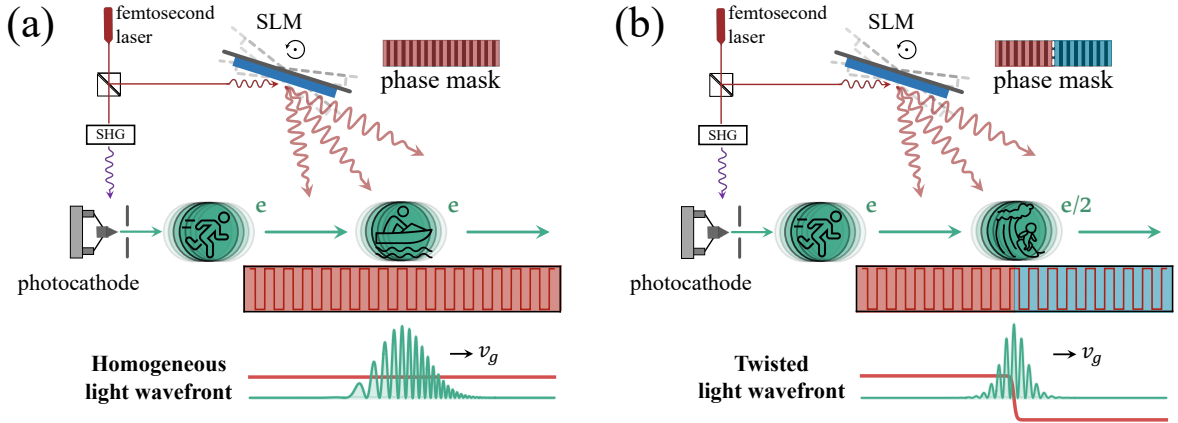 (a)
femtosecond
laser
SLM
phase mask
SHG
e
e
photocathode
Homogeneous
light wavefront
v_g
(b)
femtosecond
laser
SLM
phase mask
SHG
e
e/2
photocathode
Twisted
light wavefront
v_g